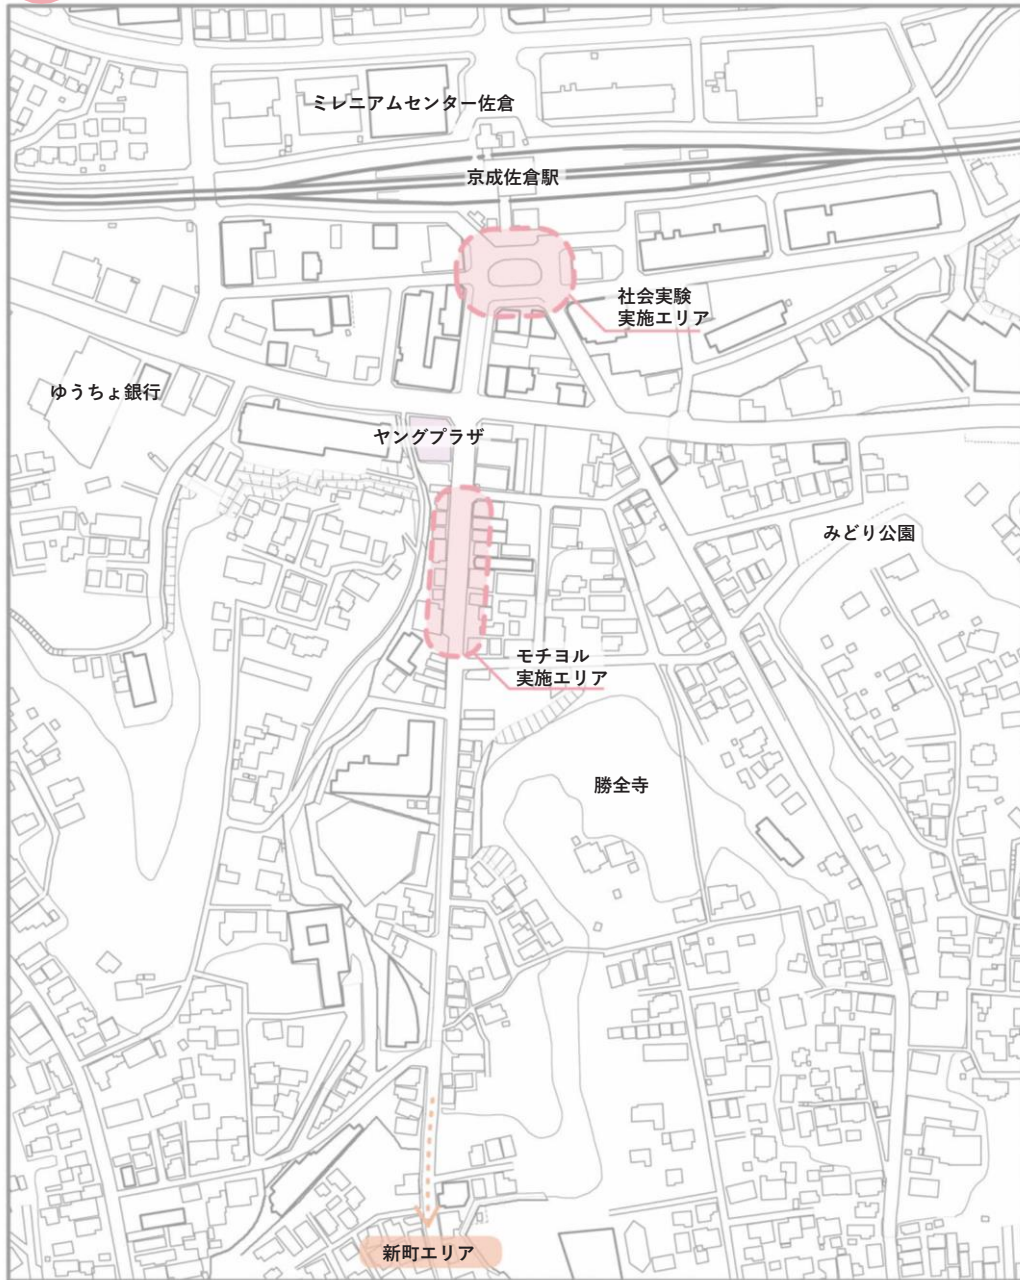 ミレニアムセンター佐倉
京成佐倉駅
社会実験
実施エリア
ゆうちょ銀行
ヤングプラザ
みどり公園
モチヨル
実施エリア
勝全寺
新町エリア